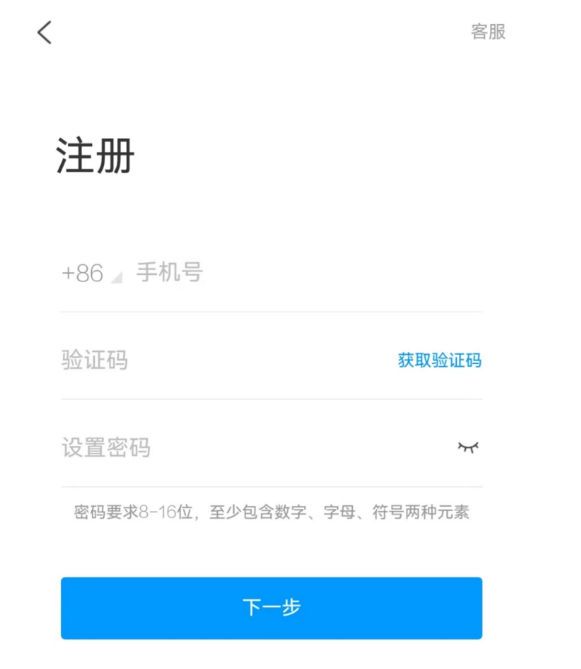 客服
注册
+86 手机号
验证码 获取验证码
设置密码
密码要求8-16位，至少包含数字、字母、符号两种元素
下一步